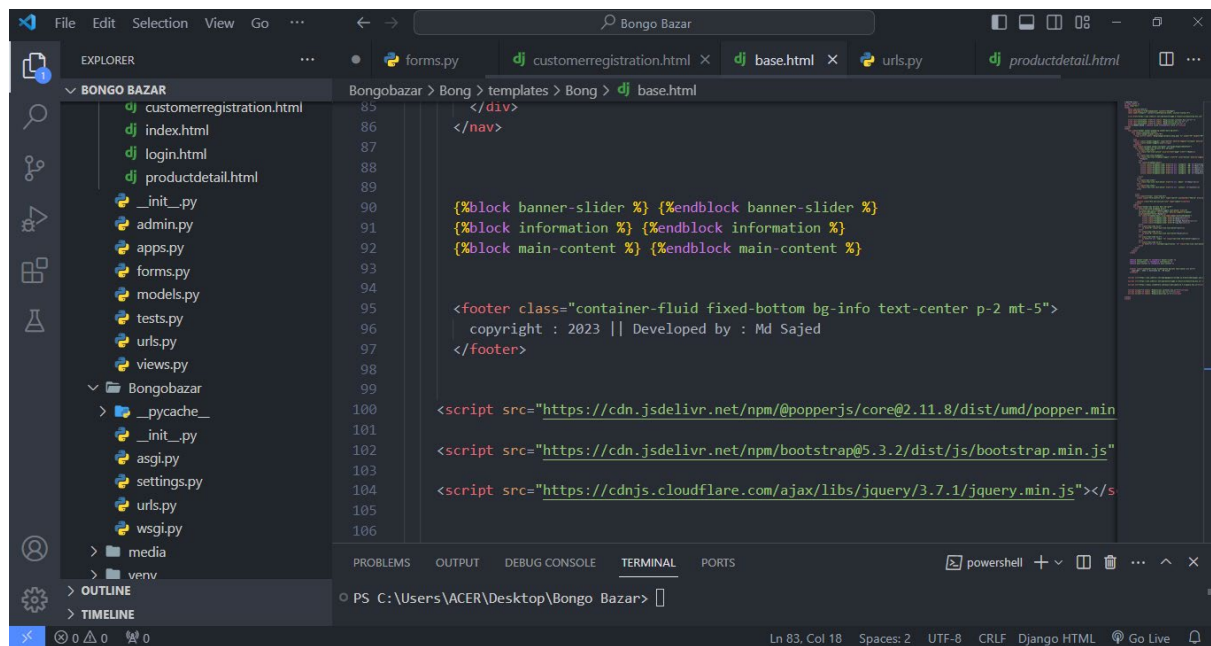 File Edit Selection View Go ··· Bongo Bazar
EXPLORER ···
forms.py customerregistration.html base.html urls.py productdetail.html ···
BONGO BAZAR
customerregistration.html
index.html
login.html
productdetail.html
__init__.py
admin.py
apps.py
forms.py
models.py
tests.py
urls.py
views.py
Bongobazar
__pycache__
__init__.py
asgi.py
settings.py
urls.py
wsgi.py
media
venv
OUTLINE
TIMELINE
Bongobazar > Bong > templates > Bong > base.html
85 </div>
86 </nav>
87
88
89
90 {%block banner-slider %} {%endblock banner-slider %}
91 {%block information %} {%endblock information %}
92 {%block main-content %} {%endblock main-content %}
93
94
95 <footer class="container-fluid fixed-bottom bg-info text-center p-2 mt-5">
96 copyright : 2023 || Developed by : Md Sajed
97 </footer>
98
99
100 <script src="https://cdn.jsdelivr.net/npm/@popperjs/core@2.11.8/dist/umd/popper.min
101
102 <script src="https://cdn.jsdelivr.net/npm/bootstrap@5.3.2/dist/js/bootstrap.min.js"
103
104 <script src="https://cdnjs.cloudflare.com/ajax/libs/jquery/3.7.1/jquery.min.js"></s
105
106
PROBLEMS OUTPUT DEBUG CONSOLE TERMINAL PORTS powershell
PS C:\Users\ACER\Desktop\Bongo Bazar>
0 0 0 Ln 83, Col 18 Spaces: 2 UTF-8 CRLF Django HTML Go Live